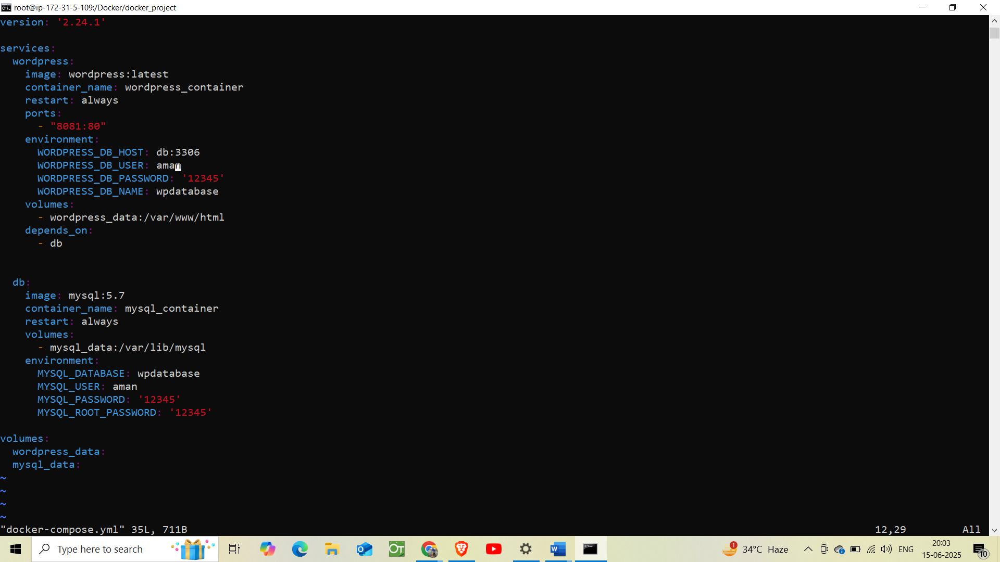 root@ip-172-31-5-109:/Docker/docker_project
version: '2.24.1'

services:
  wordpress:
    image: wordpress:latest
    container_name: wordpress_container
    restart: always
    ports:
      - "8081:80"
    environment:
      WORDPRESS_DB_HOST: db:3306
      WORDPRESS_DB_USER: aman
      WORDPRESS_DB_PASSWORD: '12345'
      WORDPRESS_DB_NAME: wpdatabase
    volumes:
      - wordpress_data:/var/www/html
    depends_on:
      - db

  db:
    image: mysql:5.7
    container_name: mysql_container
    restart: always
    volumes:
      - mysql_data:/var/lib/mysql
    environment:
      MYSQL_DATABASE: wpdatabase
      MYSQL_USER: aman
      MYSQL_PASSWORD: '12345'
      MYSQL_ROOT_PASSWORD: '12345'

volumes:
  wordpress_data:
  mysql_data:
~
~
~
~
"docker-compose.yml" 35L, 711B 12,29 All
Type here to search
OT
1
34°C Haze
ENG
20:03
15-06-2025
10